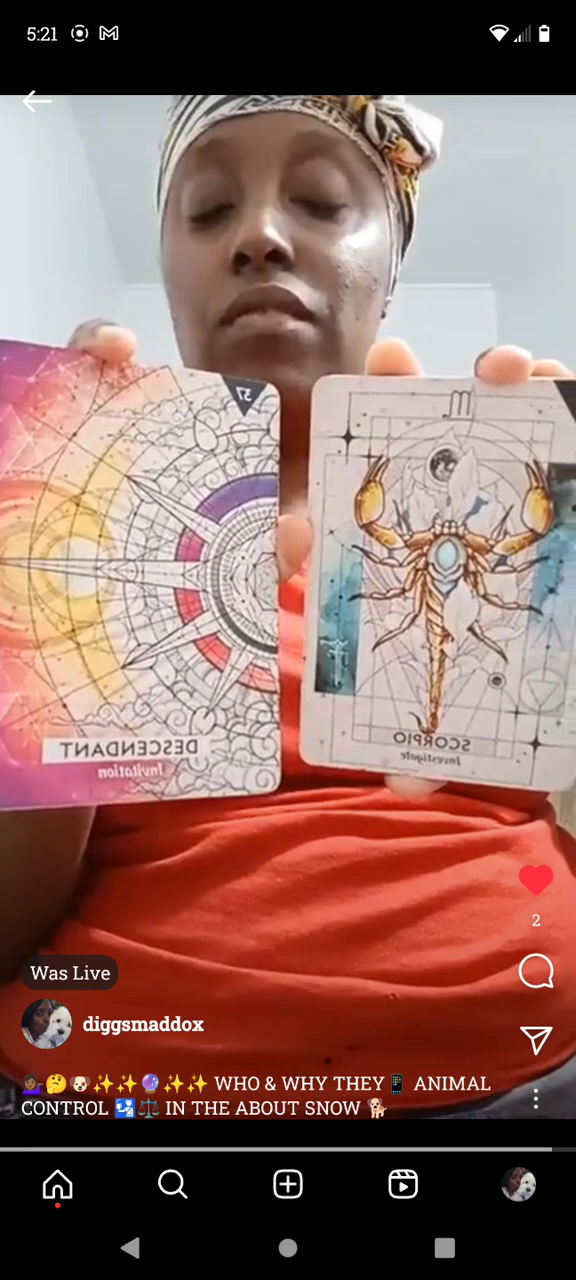 5:21
37
DESCENDANT
Invitation
SCORPIO
Investigate
2
Was Live
diggsmaddox
💁🏾‍♀️🤔🐶✨✨🔮✨✨ WHO & WHY THEY📱 ANIMAL
CONTROL 🛂⚖️ IN THE ABOUT SNOW 🐕